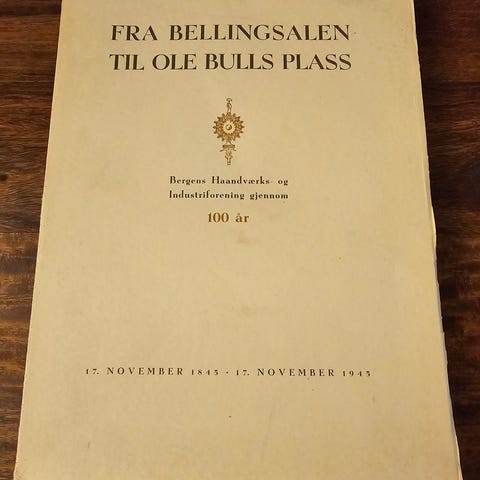 FRA BELLINGSALEN
TIL OLE BULLS PLASS
Bergens Haandværks- og
Industriforening gjennom
100 år
17. NOVEMBER 1843 · 17. NOVEMBER 1943